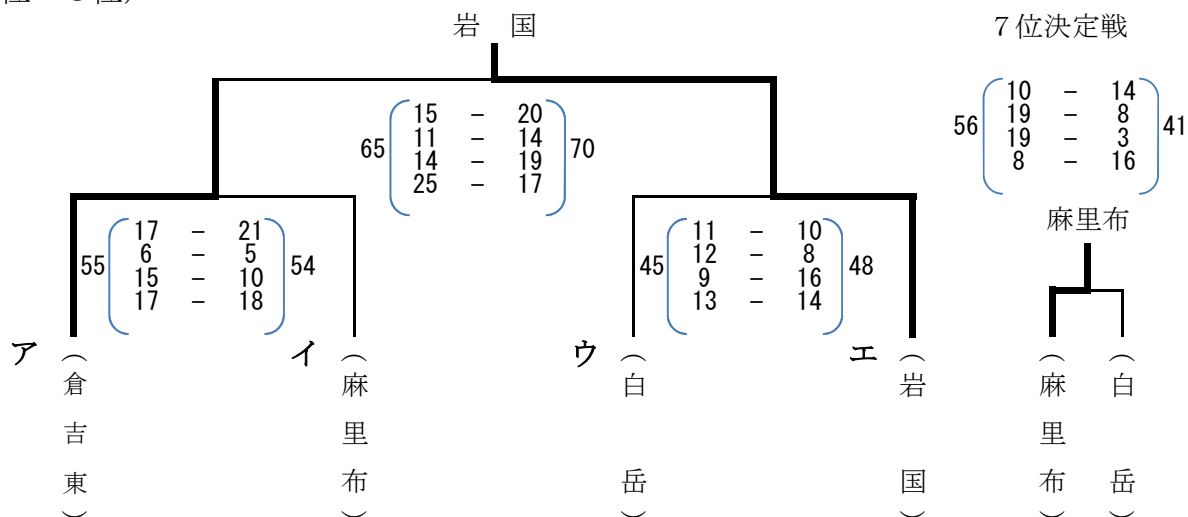 岩 国
7位決定戦
65 15 － 20 70
11 － 14
14 － 19
25 － 17
56 10 － 14 41
19 － 8
19 － 3
8 － 16
麻里布
55 17 － 21 54
6 － 5
15 － 10
17 － 18
45 11 － 10 48
12 － 8
9 － 16
13 － 14
ア (倉吉東)
イ (麻里布)
ウ (白 岳)
エ (岩 国)
(麻里布)
(白 岳)